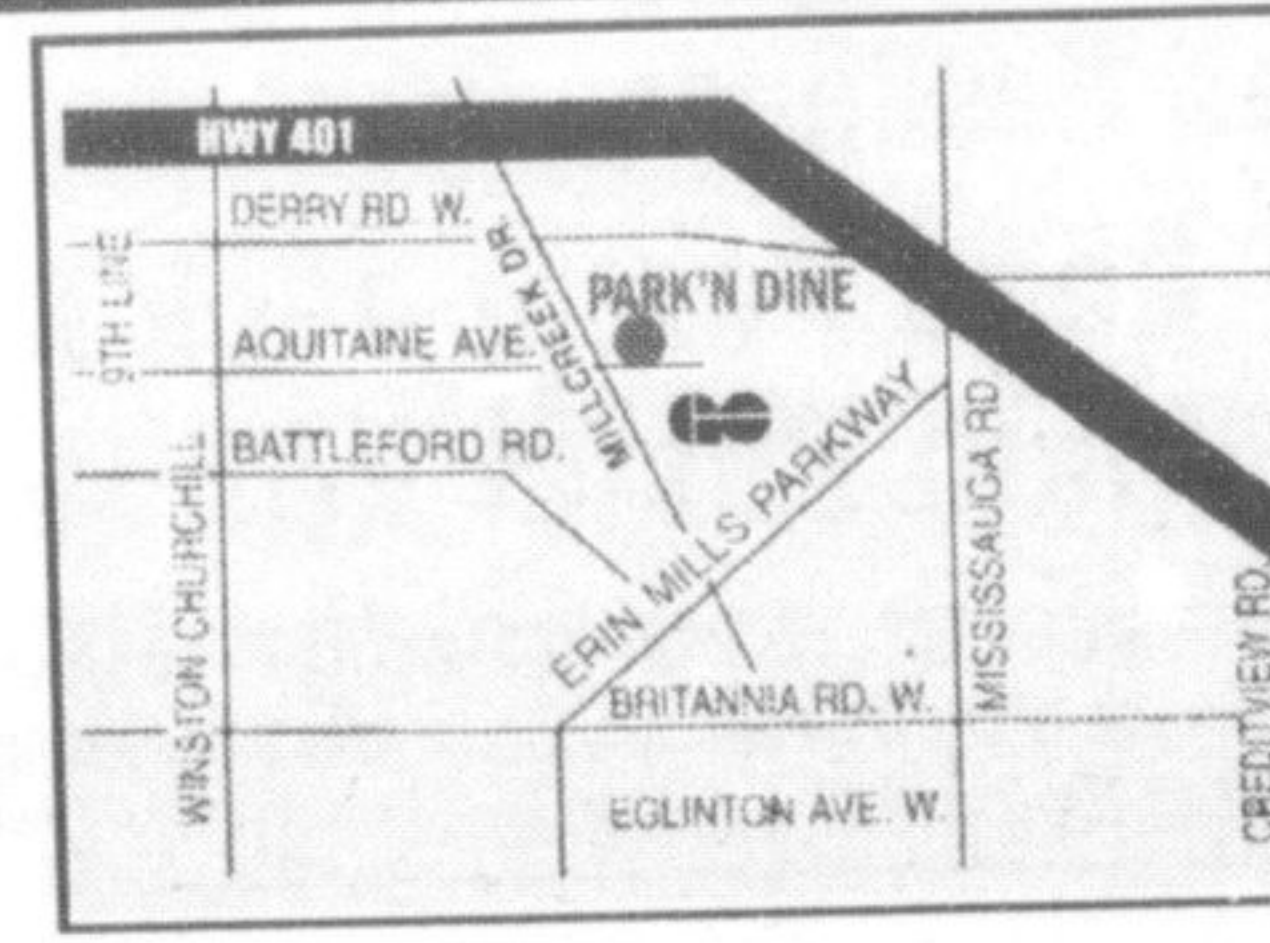 HWY 401
DERRY RD. W.
MILLCREEK DR.
9TH LINE
PARK'N DINE
AQUITAINE AVE.
GO
BATTLEFORD RD.
ERIN MILLS PARKWAY
WINSTON CHURCHILL
MISSISSAUGA RD
BRITANNIA RD. W.
CREDITVIEW RD.
EGLINTON AVE. W.